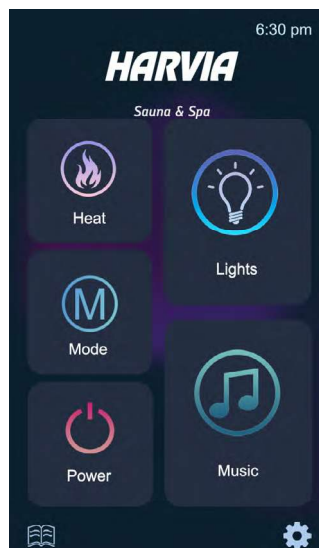 6:30 pm
HARVIA
Sauna & Spa
Heat
Lights
M
Mode
Power
Music